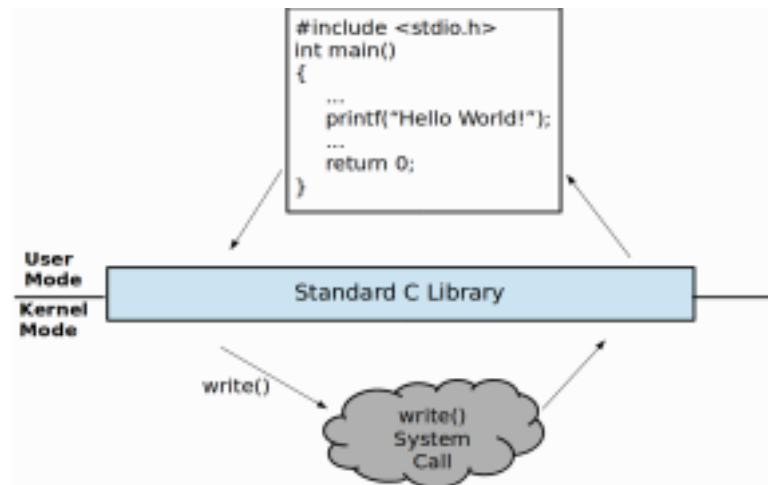 #include <stdio.h>
int main()
{
...
printf("Hello World!");
...
return 0;
}
User
Mode
Standard C Library
Kernel
Mode
write()
write()
System
Call